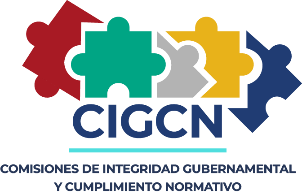 CIGCN
COMISIONES DE INTEGRIDAD GUBERNAMENTAL
Y CUMPLIMIENTO NORMATIVO